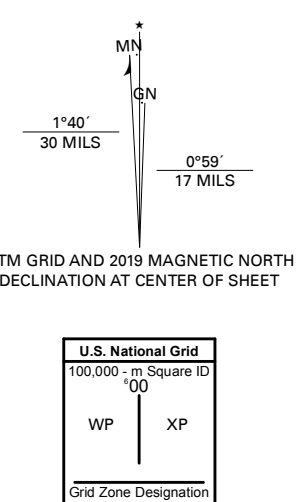 ★
MN
GN
1°40´
30 MILS
0°59´
17 MILS
TM GRID AND 2019 MAGNETIC NORTH
DECLINATION AT CENTER OF SHEET
U.S. National Grid
100,000 - m Square ID
⁶00
WP XP
Grid Zone Designation